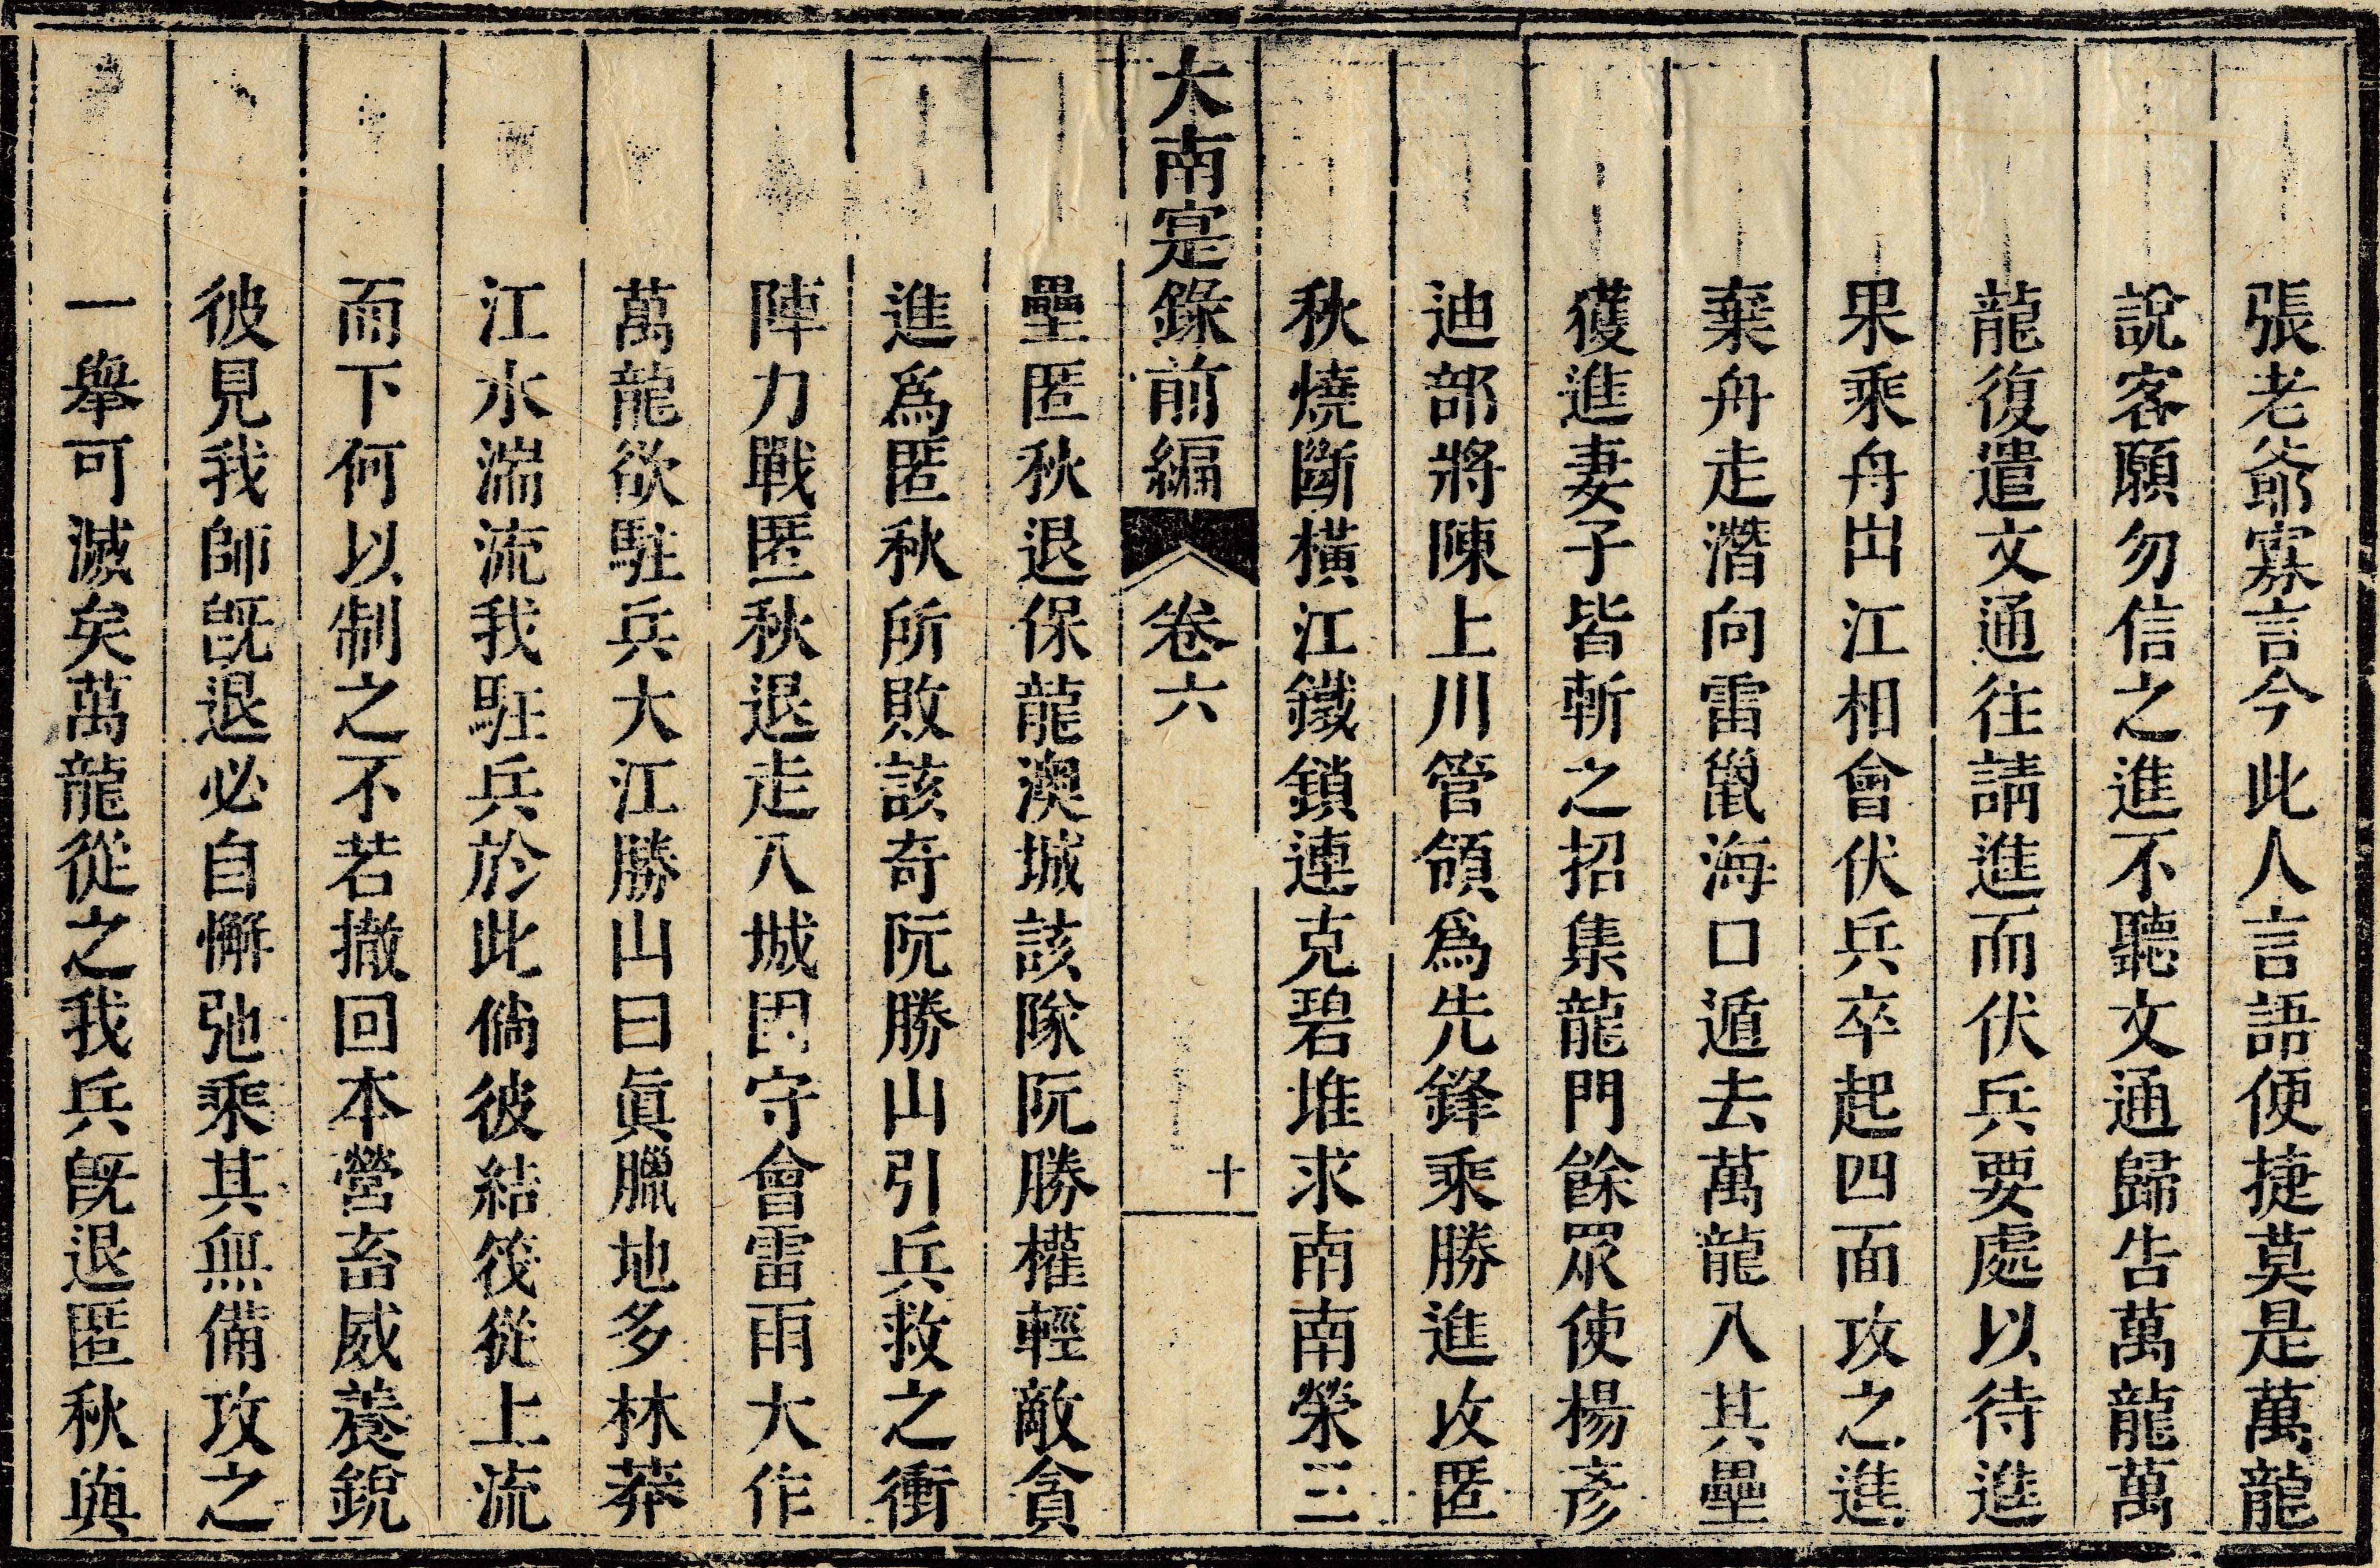 張老爺寡言今此人言語便捷莫是萬龍
說客願勿信之進不聽文通歸告萬龍萬
龍復遣文通往請進而伏兵要處以待進
果乘舟出江相會伏兵卒起四面攻之進
棄舟走潛向雷巤海口遁去萬龍入其壘
獲進妻子皆斬之招集龍門餘眾使楊彥
迪部將陳上川管領爲先鋒乘勝進攻匿
秋燒斷橫江鐵鎖連克碧堆求南南榮三
大南寔錄前編 卷六 十
壘匿秋退保龍澳城該隊阮勝權輕敵貪
進爲匿秋所敗該奇阮勝山引兵救之衝
陣力戰匿秋退走入城固守會雷雨大作
萬龍欲駐兵大江勝山曰眞臘地多林莽
江水湍流我駐兵於此倘彼結筏從上流
而下何以制之不若撤回本營畜威養銳
彼見我師旣退必自懈弛乘其無備攻之
一舉可滅矣萬龍從之我兵旣退匿秋與